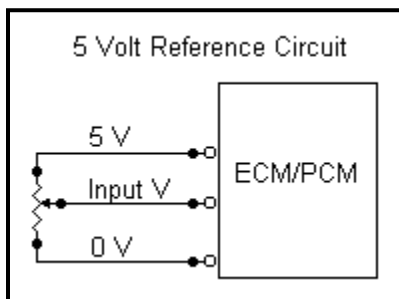 5 Volt Reference Circuit
5 V
Input V
ECM/PCM
0 V